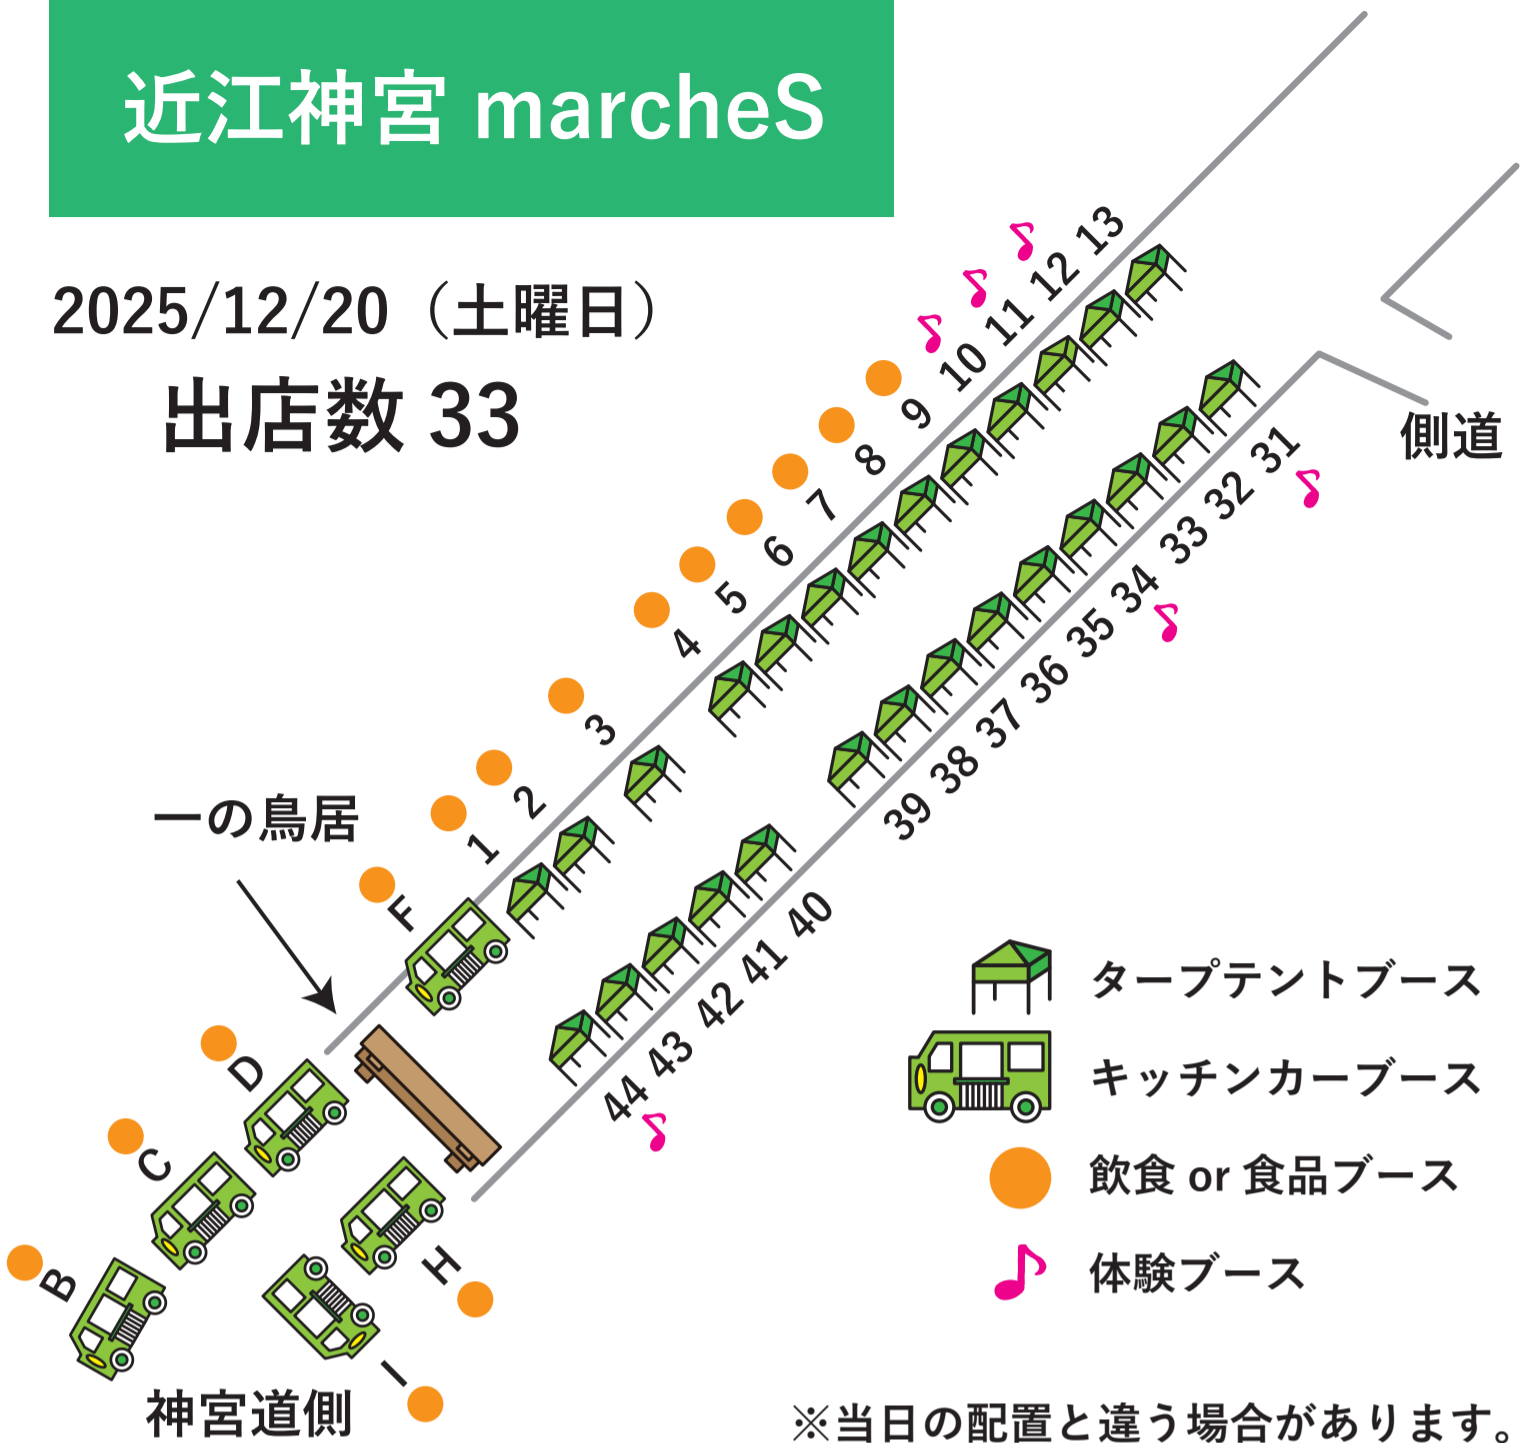 近江神宮 marcheS
2025/12/20（土曜日）
出店数 33
13
12
11
10
9
8
7
6
5
4
3
2
1
F
一の鳥居
D
C
B
H
I
神宮道側
側道
31
32
33
34
35
36
37
38
39
40
41
42
43
44
タープテントブース
キッチンカーブース
飲食 or 食品ブース
体験ブース
※当日の配置と違う場合があります。